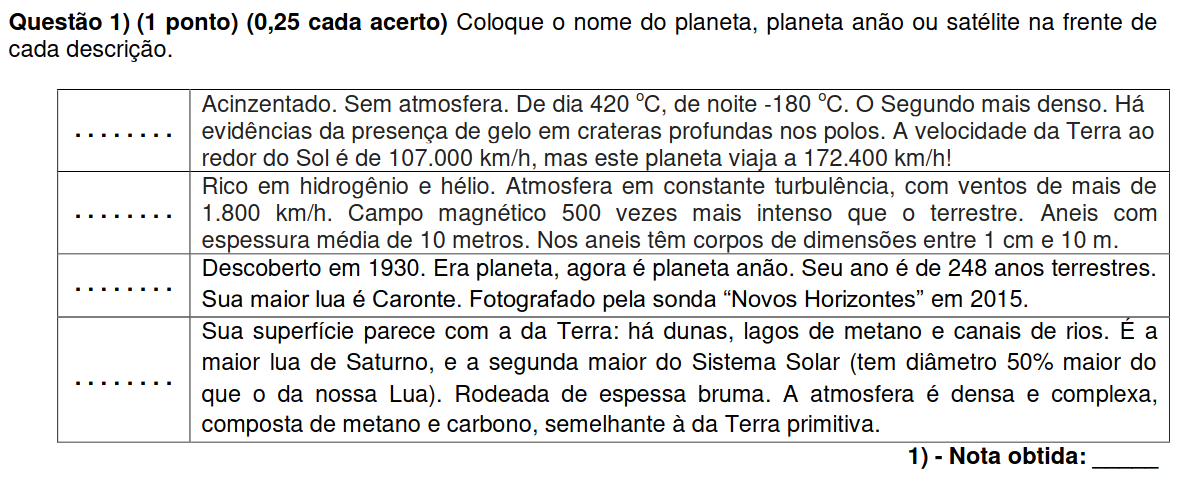 Questão 1) (1 ponto) (0,25 cada acerto) Coloque o nome do planeta, planeta anão ou satélite na frente de
cada descrição.
........
Acinzentado. Sem atmosfera. De dia 420 ºC, de noite -180 ºC. O Segundo mais denso. Há
evidências da presença de gelo em crateras profundas nos polos. A velocidade da Terra ao
redor do Sol é de 107.000 km/h, mas este planeta viaja a 172.400 km/h!
........
Rico em hidrogênio e hélio. Atmosfera em constante turbulência, com ventos de mais de
1.800 km/h. Campo magnético 500 vezes mais intenso que o terrestre. Aneis com
espessura média de 10 metros. Nos aneis têm corpos de dimensões entre 1 cm e 10 m.
........
Descoberto em 1930. Era planeta, agora é planeta anão. Seu ano é de 248 anos terrestres.
Sua maior lua é Caronte. Fotografado pela sonda “Novos Horizontes” em 2015.
........
Sua superfície parece com a da Terra: há dunas, lagos de metano e canais de rios. É a
maior lua de Saturno, e a segunda maior do Sistema Solar (tem diâmetro 50% maior do
que o da nossa Lua). Rodeada de espessa bruma. A atmosfera é densa e complexa,
composta de metano e carbono, semelhante à da Terra primitiva.
1) - Nota obtida: _____